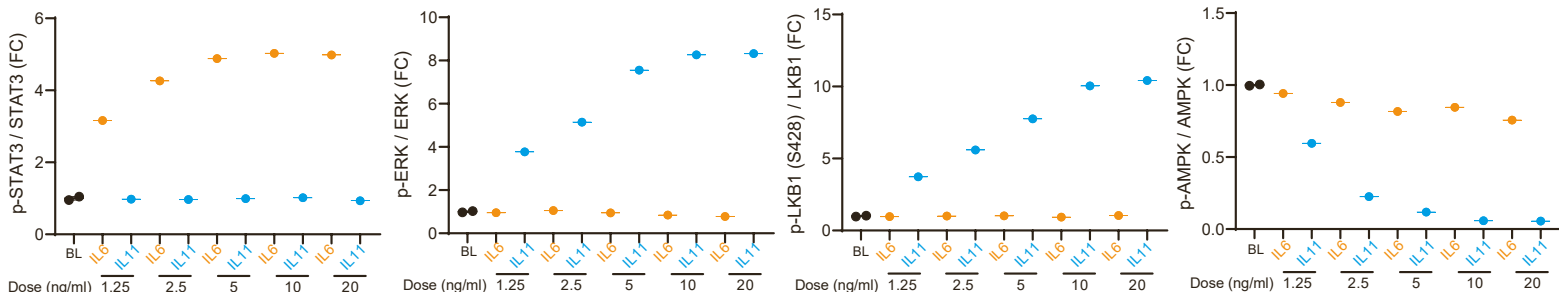 p-STAT3 / STAT3 (FC)
6
4
2
0
BL IL6 IL11 IL6 IL11 IL6 IL11 IL6 IL11 IL6 IL11
Dose (ng/ml) 1.25 2.5 5 10 20
p-ERK / ERK (FC)
10
8
6
4
2
0
BL IL6 IL11 IL6 IL11 IL6 IL11 IL6 IL11 IL6 IL11
Dose (ng/ml) 1.25 2.5 5 10 20
p-LKB1 (S428) / LKB1 (FC)
15
10
5
0
BL IL6 IL11 IL6 IL11 IL6 IL11 IL6 IL11 IL6 IL11
Dose (ng/ml) 1.25 2.5 5 10 20
p-AMPK / AMPK (FC)
1.5
1.0
0.5
0.0
BL IL6 IL11 IL6 IL11 IL6 IL11 IL6 IL11 IL6 IL11
Dose (ng/ml) 1.25 2.5 5 10 20